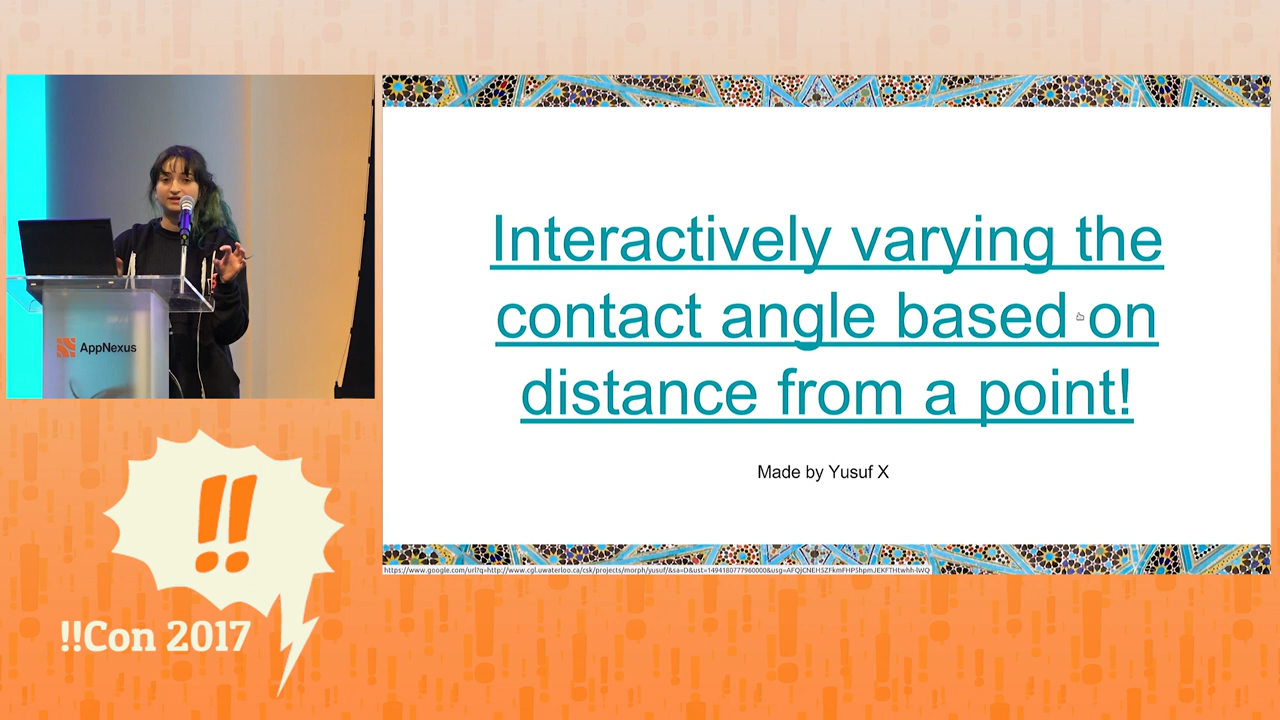 Interactively varying the
contact angle based on
distance from a point!
Made by Yusuf X
AppNexus
!!
!!Con 2017